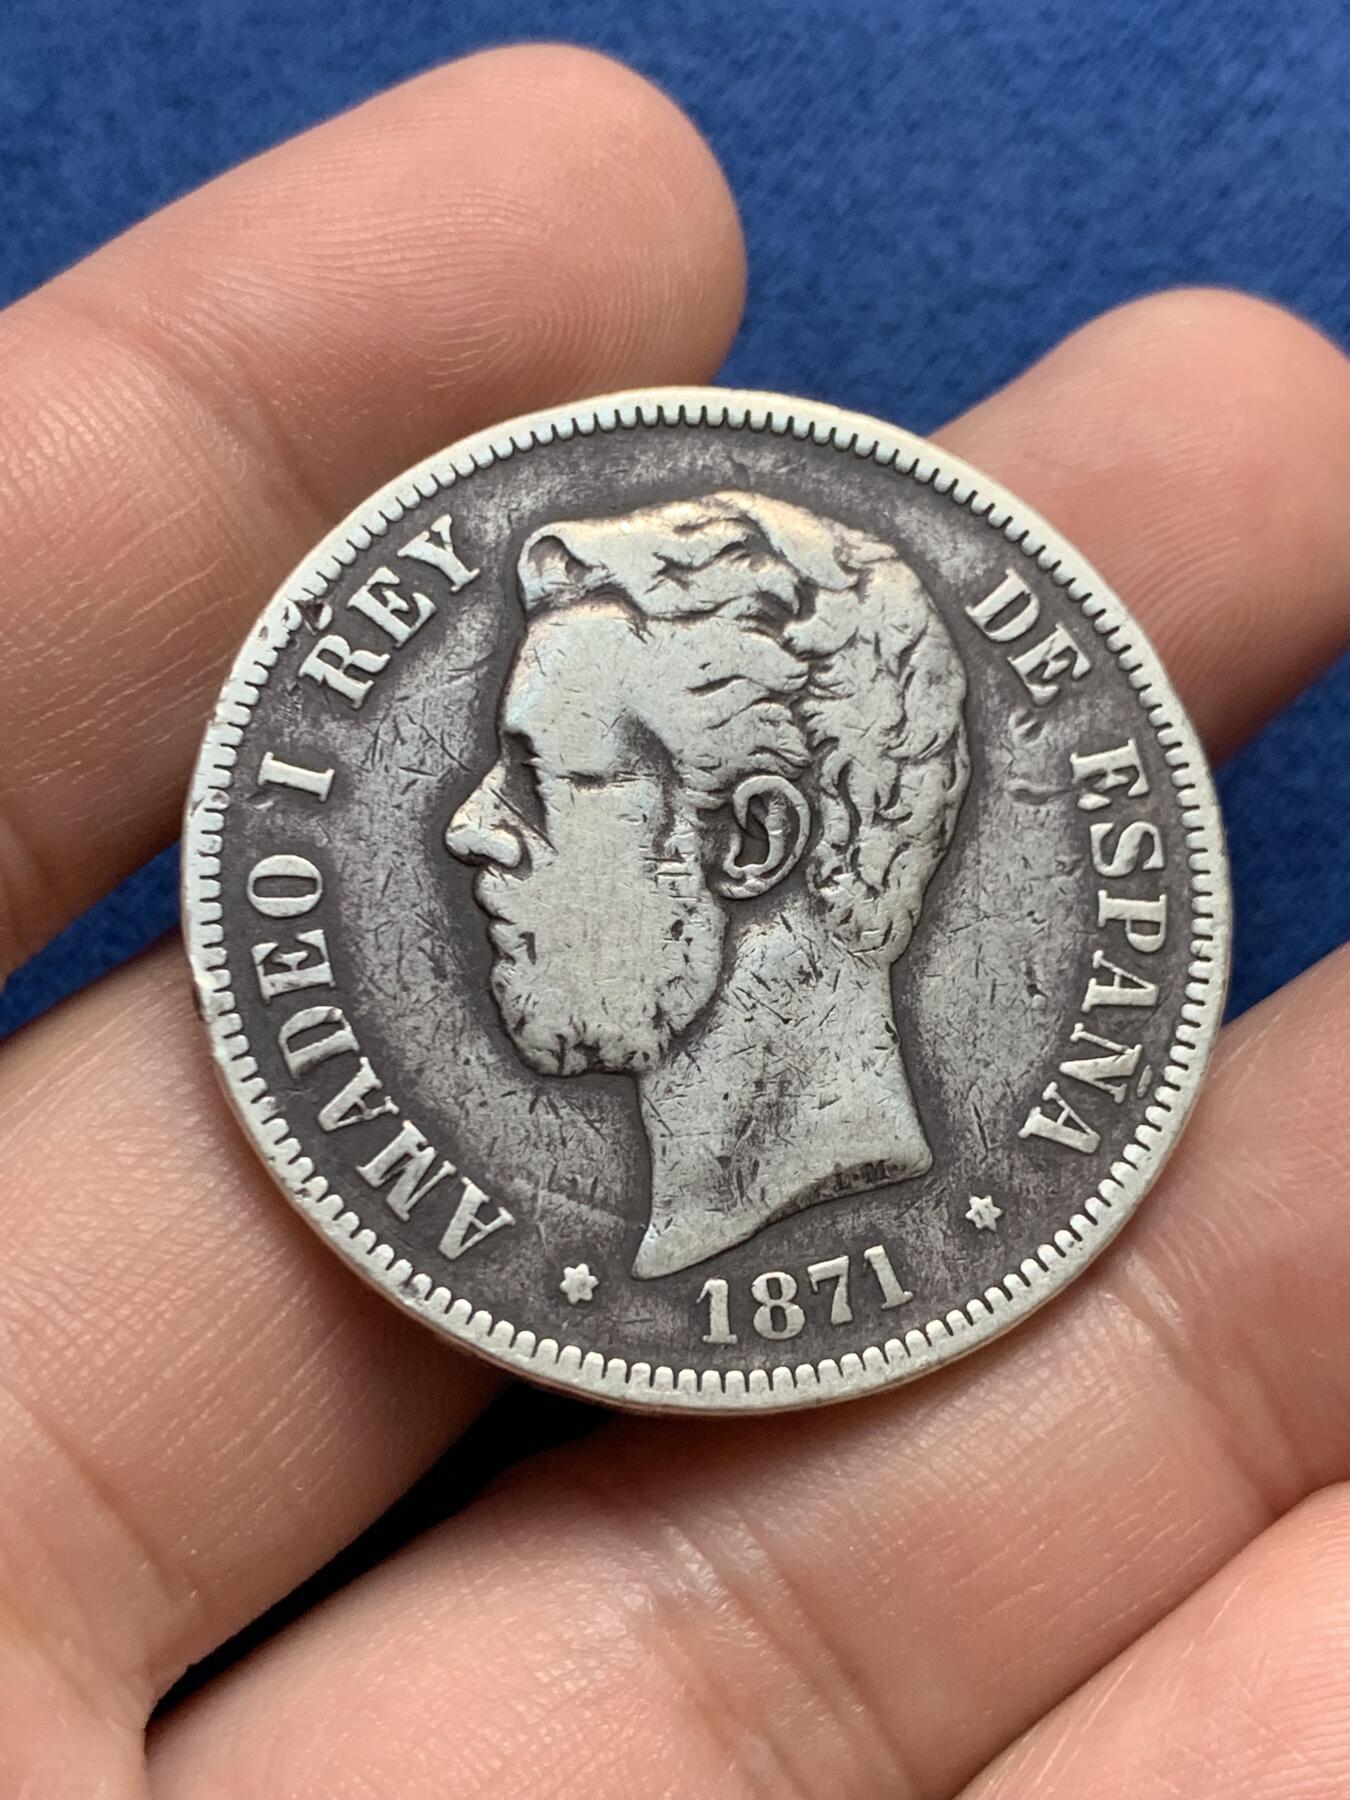 AMADEO I REY DE ESPAÑA
L.M.
1871